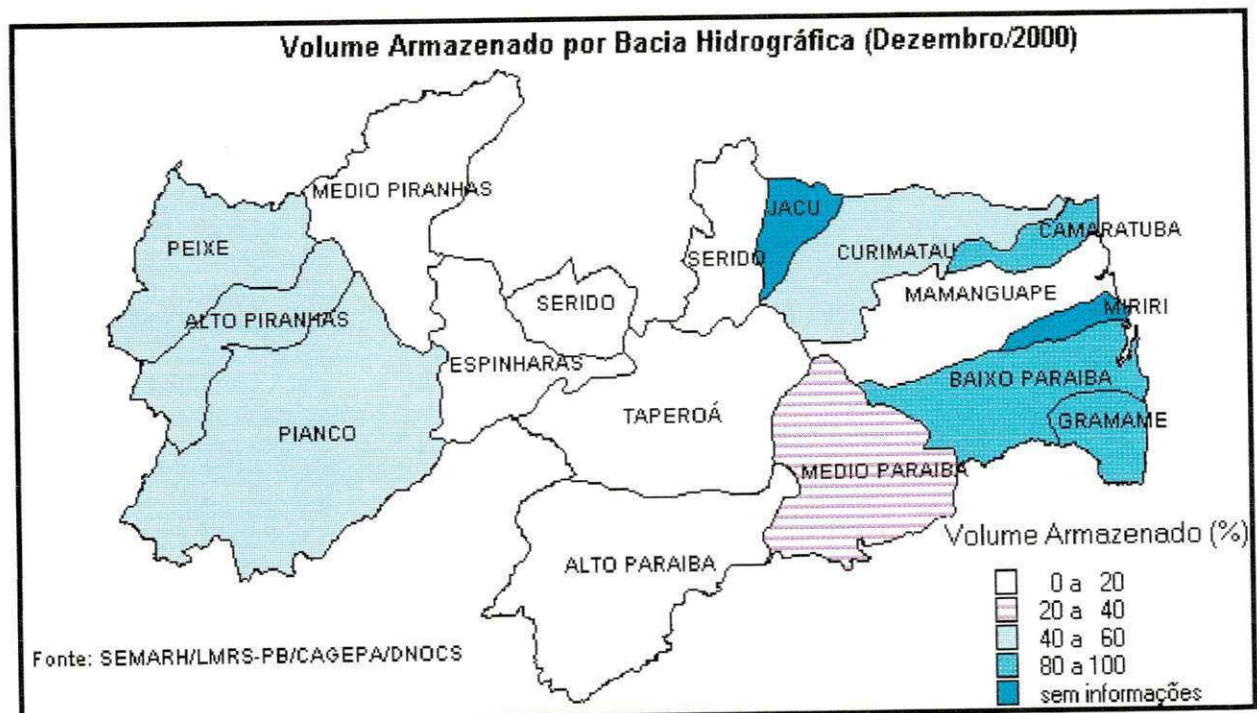 Volume Armazenado por Bacia Hidrográfica (Dezembro/2000)
MEDIO PIRANHAS
JACU
PEIXE
SERIDO
CURIMATAU
CAMARATUBA
SERIDO
MAMANGUAPE
MIRIRI
ALTO PIRANHAS
ESPINHARAS
BAIXO PARAIBA
TAPEROÁ
GRAMAME
PIANCO
MEDIO PARAIBA
ALTO PARAIBA
Volume Armazenado (%)
0 a 20
20 a 40
40 a 60
80 a 100
sem informações
Fonte: SEMARH/LMRS-PB/CAGEPA/DNOCS